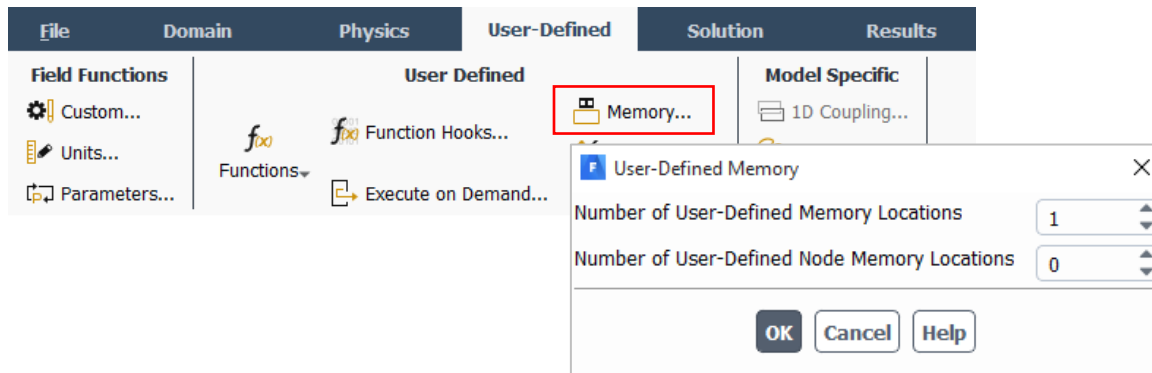 File Domain Physics User-Defined Solution Results
Field Functions User Defined Model Specific
Custom... Memory... 1D Coupling...
f(x) Function Hooks...
Units...
Functions
Parameters... Execute on Demand...
User-Defined Memory
Number of User-Defined Memory Locations 1
Number of User-Defined Node Memory Locations 0
OK Cancel Help